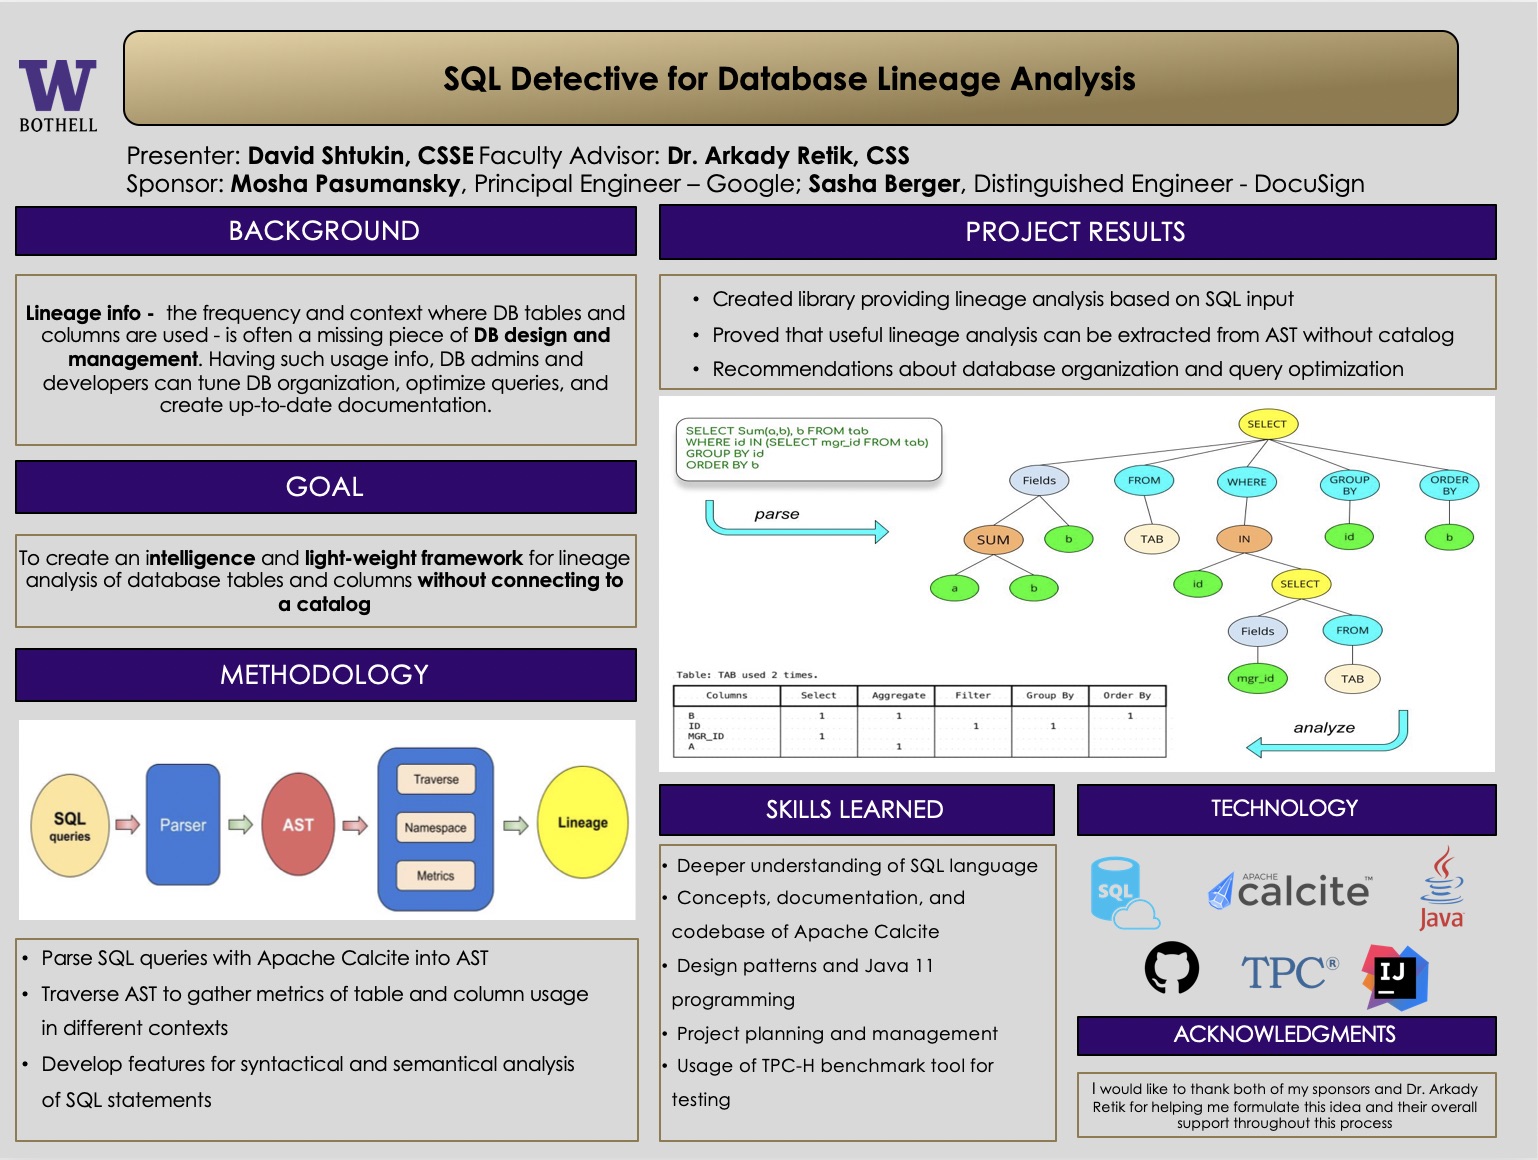 W
BOTHELL
SQL Detective for Database Lineage Analysis
Presenter: David Shtukin, CSSE Faculty Advisor: Dr. Arkady Retik, CSS
Sponsor: Mosha Pasumansky, Principal Engineer – Google; Sasha Berger, Distinguished Engineer - DocuSign
BACKGROUND
Lineage info - the frequency and context where DB tables and
columns are used - is often a missing piece of DB design and
management. Having such usage info, DB admins and
developers can tune DB organization, optimize queries, and
create up-to-date documentation.
GOAL
To create an intelligence and light-weight framework for lineage
analysis of database tables and columns without connecting to
a catalog
METHODOLOGY
SQL
queries
Parser
AST
Traverse
Namespace
Metrics
Lineage
• Parse SQL queries with Apache Calcite into AST
• Traverse AST to gather metrics of table and column usage
in different contexts
• Develop features for syntactical and semantical analysis
of SQL statements
PROJECT RESULTS
• Created library providing lineage analysis based on SQL input
• Proved that useful lineage analysis can be extracted from AST without catalog
• Recommendations about database organization and query optimization
SELECT Sum(a,b), b FROM tab
WHERE id IN (SELECT mgr_id FROM tab)
GROUP BY id
ORDER BY b
parse
SELECT
Fields FROM WHERE GROUP BY ORDER BY
SUM b TAB IN id b
a b id SELECT
Fields FROM
mgr_id TAB
analyze
Table: TAB used 2 times.
Columns Select Aggregate Filter Group By Order By
B 1 1 1
ID 1 1
MGR_ID 1
A 1
SKILLS LEARNED
• Deeper understanding of SQL language
• Concepts, documentation, and
codebase of Apache Calcite
• Design patterns and Java 11
programming
• Project planning and management
• Usage of TPC-H benchmark tool for
testing
TECHNOLOGY
SQL
APACHE
calcite™
Java
TPC®
IJ
ACKNOWLEDGMENTS
I would like to thank both of my sponsors and Dr. Arkady
Retik for helping me formulate this idea and their overall
support throughout this process